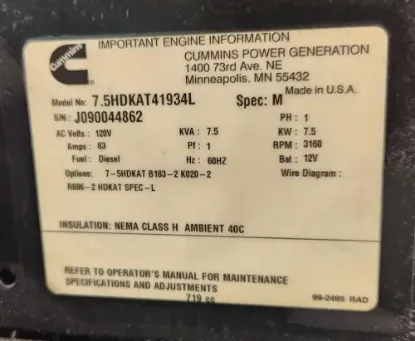 IMPORTANT ENGINE INFORMATION
Cummins
CUMMINS POWER GENERATION
1400 73rd Ave. NE
Minneapolis. MN 55432
Made in U.S.A.
Model No: 7.5HDKAT41934L Spec: M
S/N: J090044862 PH: 1
AC Volts: 120V KVA: 7.5 KW: 7.5
Amps: 63 Pf: 1 RPM: 3160
Fuel: Diesel Hz: 60HZ Bat: 12V
Options: 7-5HDKAT B183-2 K020-2 Wire Diagram:
R696-2 HDKAT SPEC-L
INSULATION: NEMA CLASS H AMBIENT 40C
REFER TO OPERATOR'S MANUAL FOR MAINTENANCE
SPECIFICATIONS AND ADJUSTMENTS
719 cc
99-2495 RAD